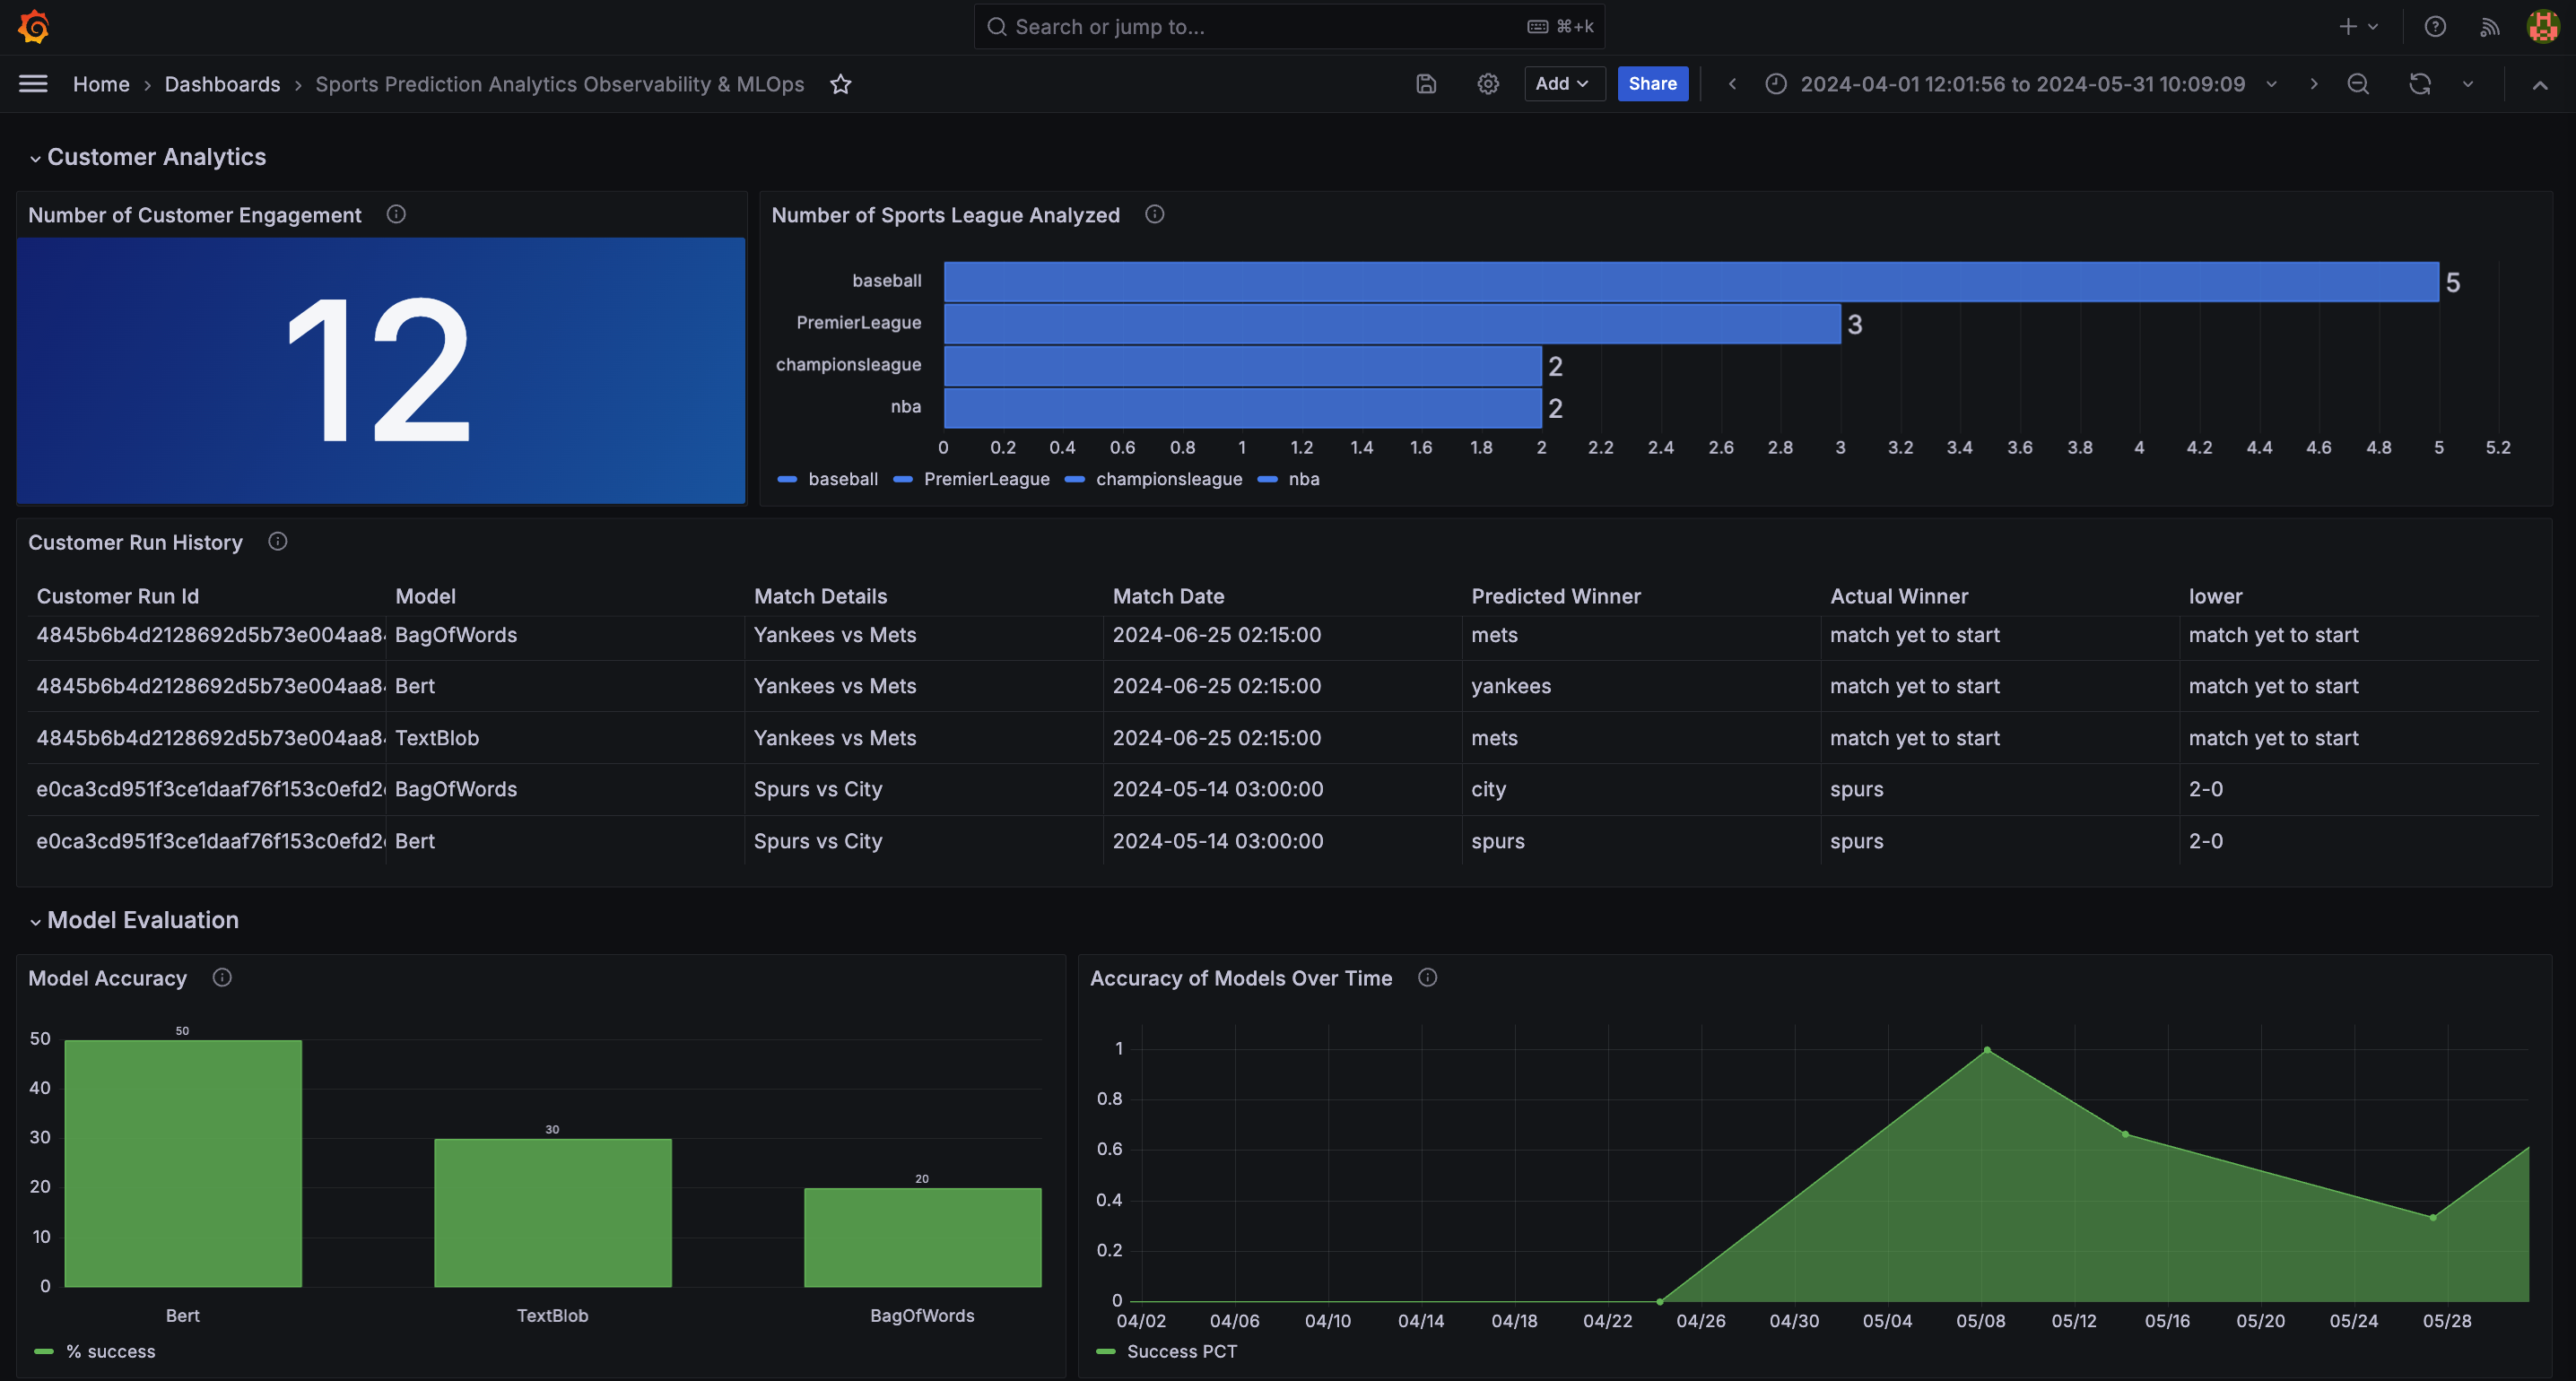 Search or jump to... ⌘+k
Home › Dashboards › Sports Prediction Analytics Observability & MLOps Add Share 2024-04-01 12:01:56 to 2024-05-31 10:09:09
Customer Analytics
Number of Customer Engagement
12
Number of Sports League Analyzed
baseball 5
PremierLeague 3
championsleague 2
nba 2
0 0.2 0.4 0.6 0.8 1 1.2 1.4 1.6 1.8 2 2.2 2.4 2.6 2.8 3 3.2 3.4 3.6 3.8 4 4.2 4.4 4.6 4.8 5 5.2
baseball PremierLeague championsleague nba
Customer Run History
Customer Run Id Model Match Details Match Date Predicted Winner Actual Winner lower
4845b6b4d2128692d5b73e004aa84 BagOfWords Yankees vs Mets 2024-06-25 02:15:00 mets match yet to start match yet to start
4845b6b4d2128692d5b73e004aa84 Bert Yankees vs Mets 2024-06-25 02:15:00 yankees match yet to start match yet to start
4845b6b4d2128692d5b73e004aa84 TextBlob Yankees vs Mets 2024-06-25 02:15:00 mets match yet to start match yet to start
e0ca3cd951f3ce1daaf76f153c0efd2 BagOfWords Spurs vs City 2024-05-14 03:00:00 city spurs 2-0
e0ca3cd951f3ce1daaf76f153c0efd2 Bert Spurs vs City 2024-05-14 03:00:00 spurs spurs 2-0
Model Evaluation
Model Accuracy
50
40
30
20
10
0
50
30
20
Bert TextBlob BagOfWords
% success
Accuracy of Models Over Time
1
0.8
0.6
0.4
0.2
0
04/02 04/06 04/10 04/14 04/18 04/22 04/26 04/30 05/04 05/08 05/12 05/16 05/20 05/24 05/28
Success PCT